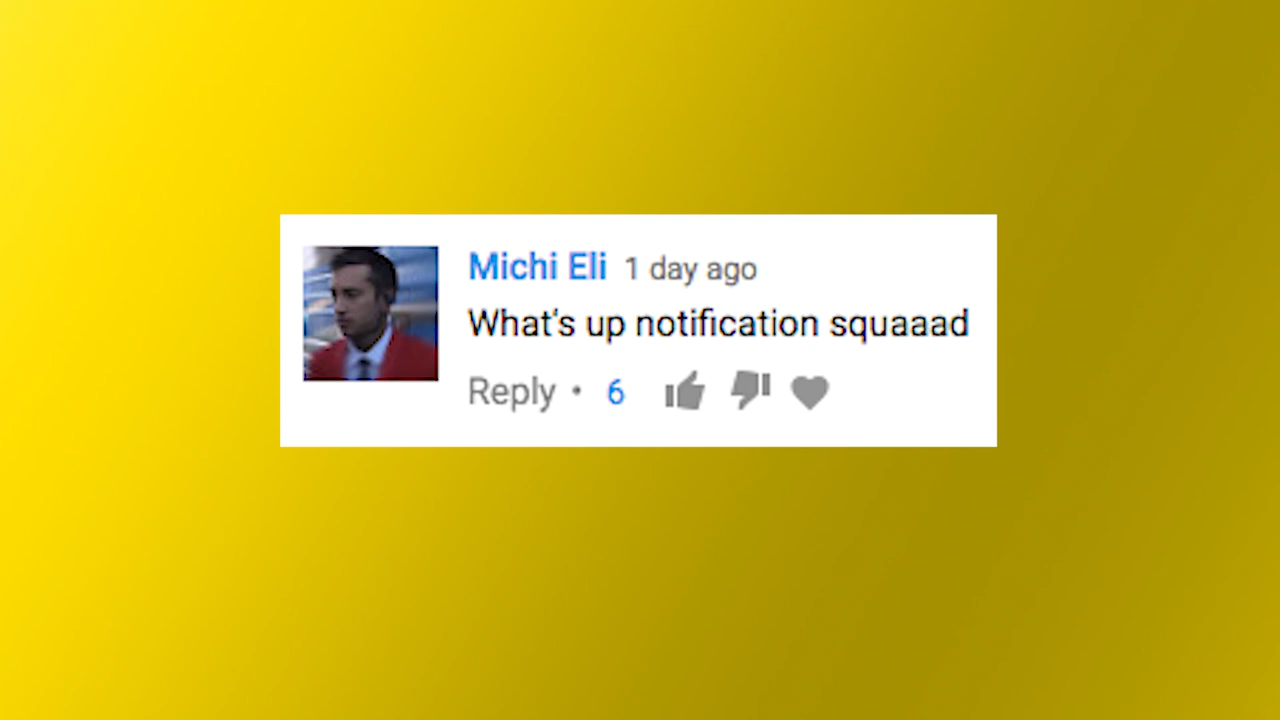 Michi Eli 1 day ago
What's up notification squaaad
Reply • 6